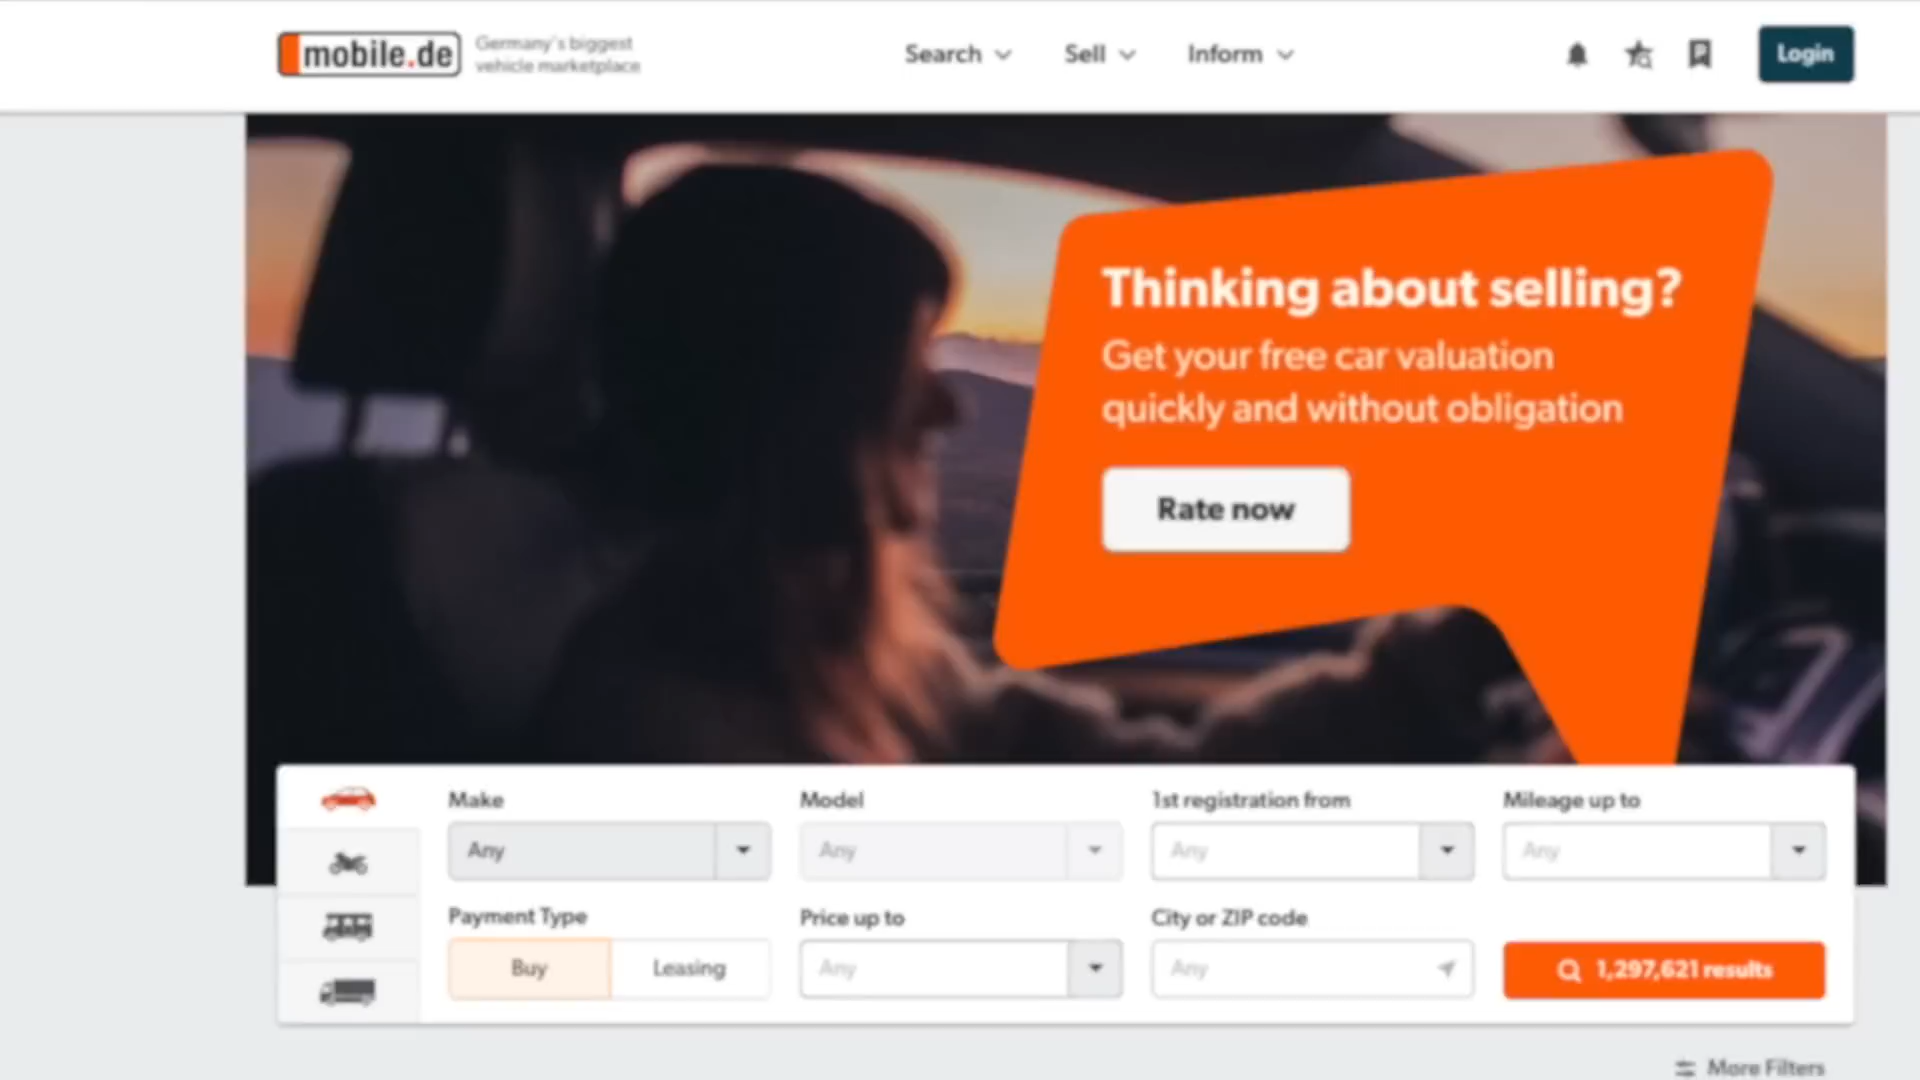 mobile.de
Germany's biggest
vehicle marketplace
Search
Sell
Inform
Login
Thinking about selling?
Get your free car valuation
quickly and without obligation
Rate now
Make
Model
1st registration from
Mileage up to
Any
Any
Any
Any
Payment Type
Price up to
City or ZIP code
Buy
Leasing
Any
Any
1,297,621 results
More Filters